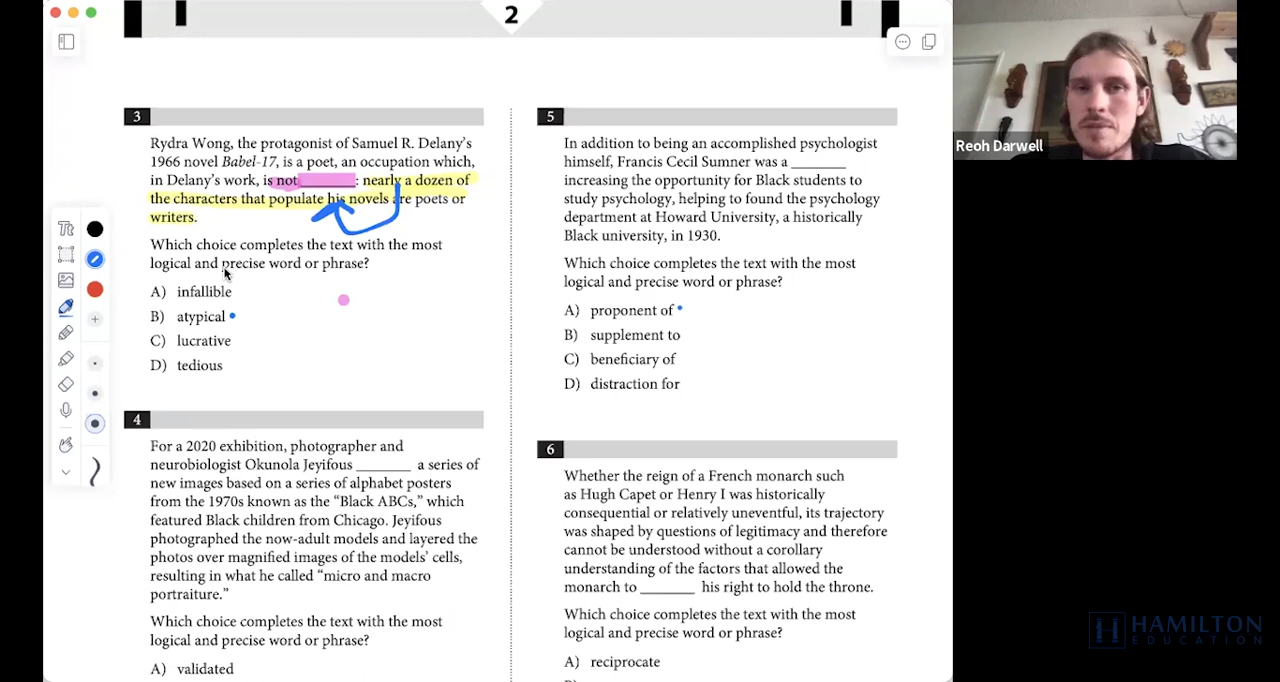 2
3
Rydra Wong, the protagonist of Samuel R. Delany's
1966 novel Babel-17, is a poet, an occupation which,
in Delany's work, is not ______: nearly a dozen of
the characters that populate his novels are poets or
writers.
Which choice completes the text with the most
logical and precise word or phrase?
A) infallible
B) atypical
C) lucrative
D) tedious
4
For a 2020 exhibition, photographer and
neurobiologist Okunola Jeyifous ______ a series of
new images based on a series of alphabet posters
from the 1970s known as the “Black ABCs,” which
featured Black children from Chicago. Jeyifous
photographed the now-adult models and layered the
photos over magnified images of the models’ cells,
resulting in what he called “micro and macro
portraiture.”
Which choice completes the text with the most
logical and precise word or phrase?
A) validated
5
In addition to being an accomplished psychologist
himself, Francis Cecil Sumner was a ______
increasing the opportunity for Black students to
study psychology, helping to found the psychology
department at Howard University, a historically
Black university, in 1930.
Which choice completes the text with the most
logical and precise word or phrase?
A) proponent of
B) supplement to
C) beneficiary of
D) distraction for
6
Whether the reign of a French monarch such
as Hugh Capet or Henry I was historically
consequential or relatively uneventful, its trajectory
was shaped by questions of legitimacy and therefore
cannot be understood without a corollary
understanding of the factors that allowed the
monarch to ______ his right to hold the throne.
Which choice completes the text with the most
logical and precise word or phrase?
A) reciprocate
Tt
Reoh Darwell
HAMILTON
EDUCATION